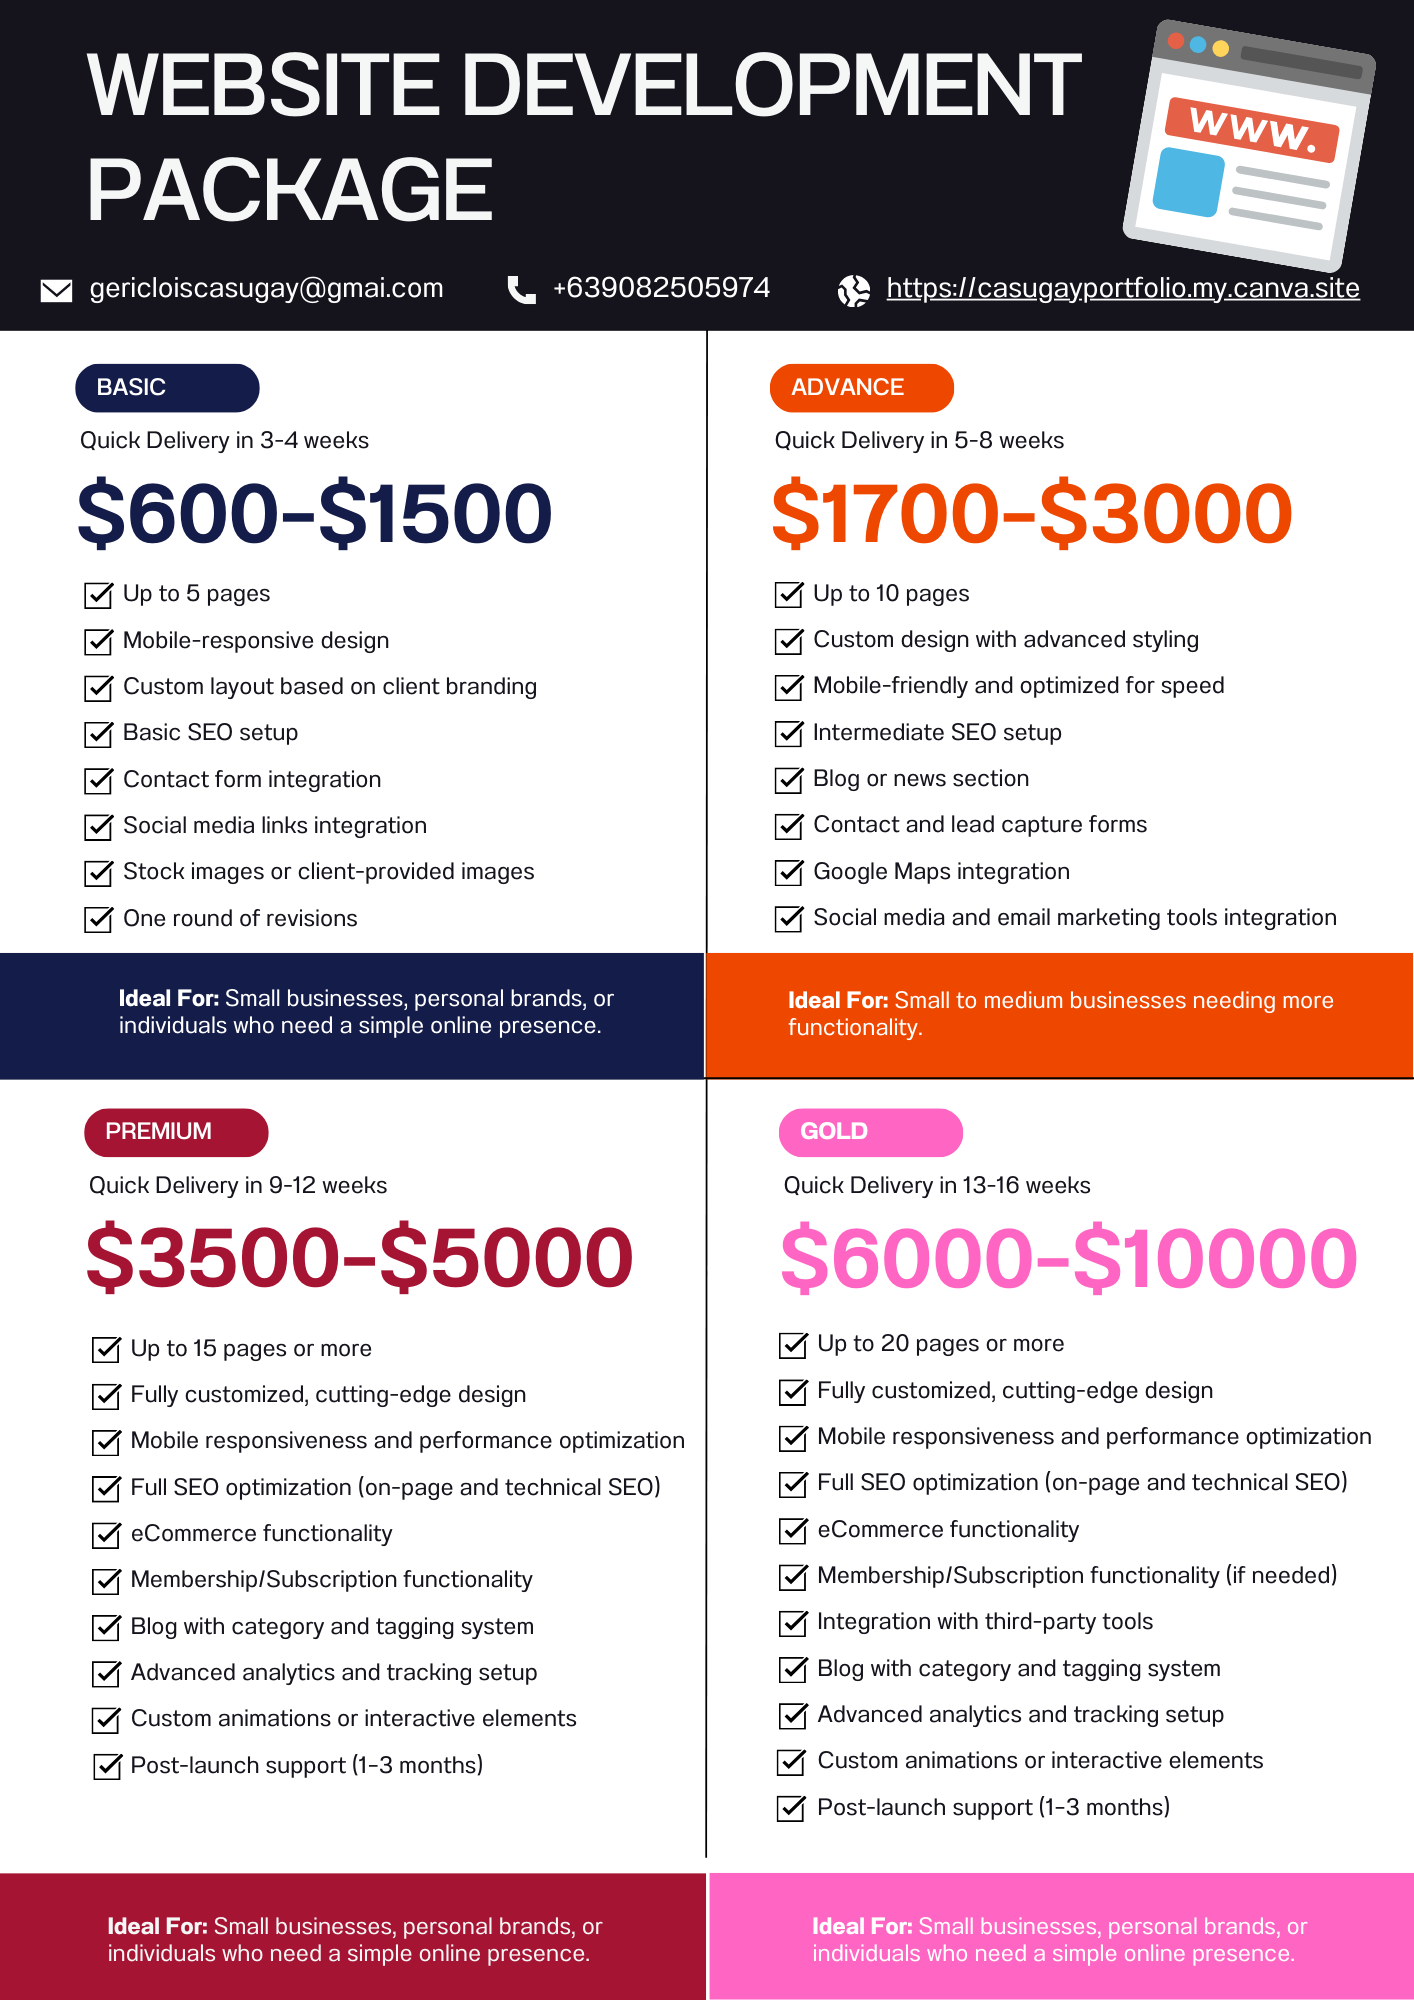 WEBSITE DEVELOPMENT
PACKAGE
www.
gericloiscasugay@gmai.com
+639082505974
https://casugayportfolio.my.canva.site
BASIC
Quick Delivery in 3-4 weeks
$600-$1500
Up to 5 pages
Mobile-responsive design
Custom layout based on client branding
Basic SEO setup
Contact form integration
Social media links integration
Stock images or client-provided images
One round of revisions
Ideal For: Small businesses, personal brands, or
individuals who need a simple online presence.
ADVANCE
Quick Delivery in 5-8 weeks
$1700-$3000
Up to 10 pages
Custom design with advanced styling
Mobile-friendly and optimized for speed
Intermediate SEO setup
Blog or news section
Contact and lead capture forms
Google Maps integration
Social media and email marketing tools integration
Ideal For: Small to medium businesses needing more
functionality.
PREMIUM
Quick Delivery in 9-12 weeks
$3500-$5000
Up to 15 pages or more
Fully customized, cutting-edge design
Mobile responsiveness and performance optimization
Full SEO optimization (on-page and technical SEO)
eCommerce functionality
Membership/Subscription functionality
Blog with category and tagging system
Advanced analytics and tracking setup
Custom animations or interactive elements
Post-launch support (1–3 months)
Ideal For: Small businesses, personal brands, or
individuals who need a simple online presence.
GOLD
Quick Delivery in 13-16 weeks
$6000-$10000
Up to 20 pages or more
Fully customized, cutting-edge design
Mobile responsiveness and performance optimization
Full SEO optimization (on-page and technical SEO)
eCommerce functionality
Membership/Subscription functionality (if needed)
Integration with third-party tools
Blog with category and tagging system
Advanced analytics and tracking setup
Custom animations or interactive elements
Post-launch support (1–3 months)
Ideal For: Small businesses, personal brands, or
individuals who need a simple online presence.